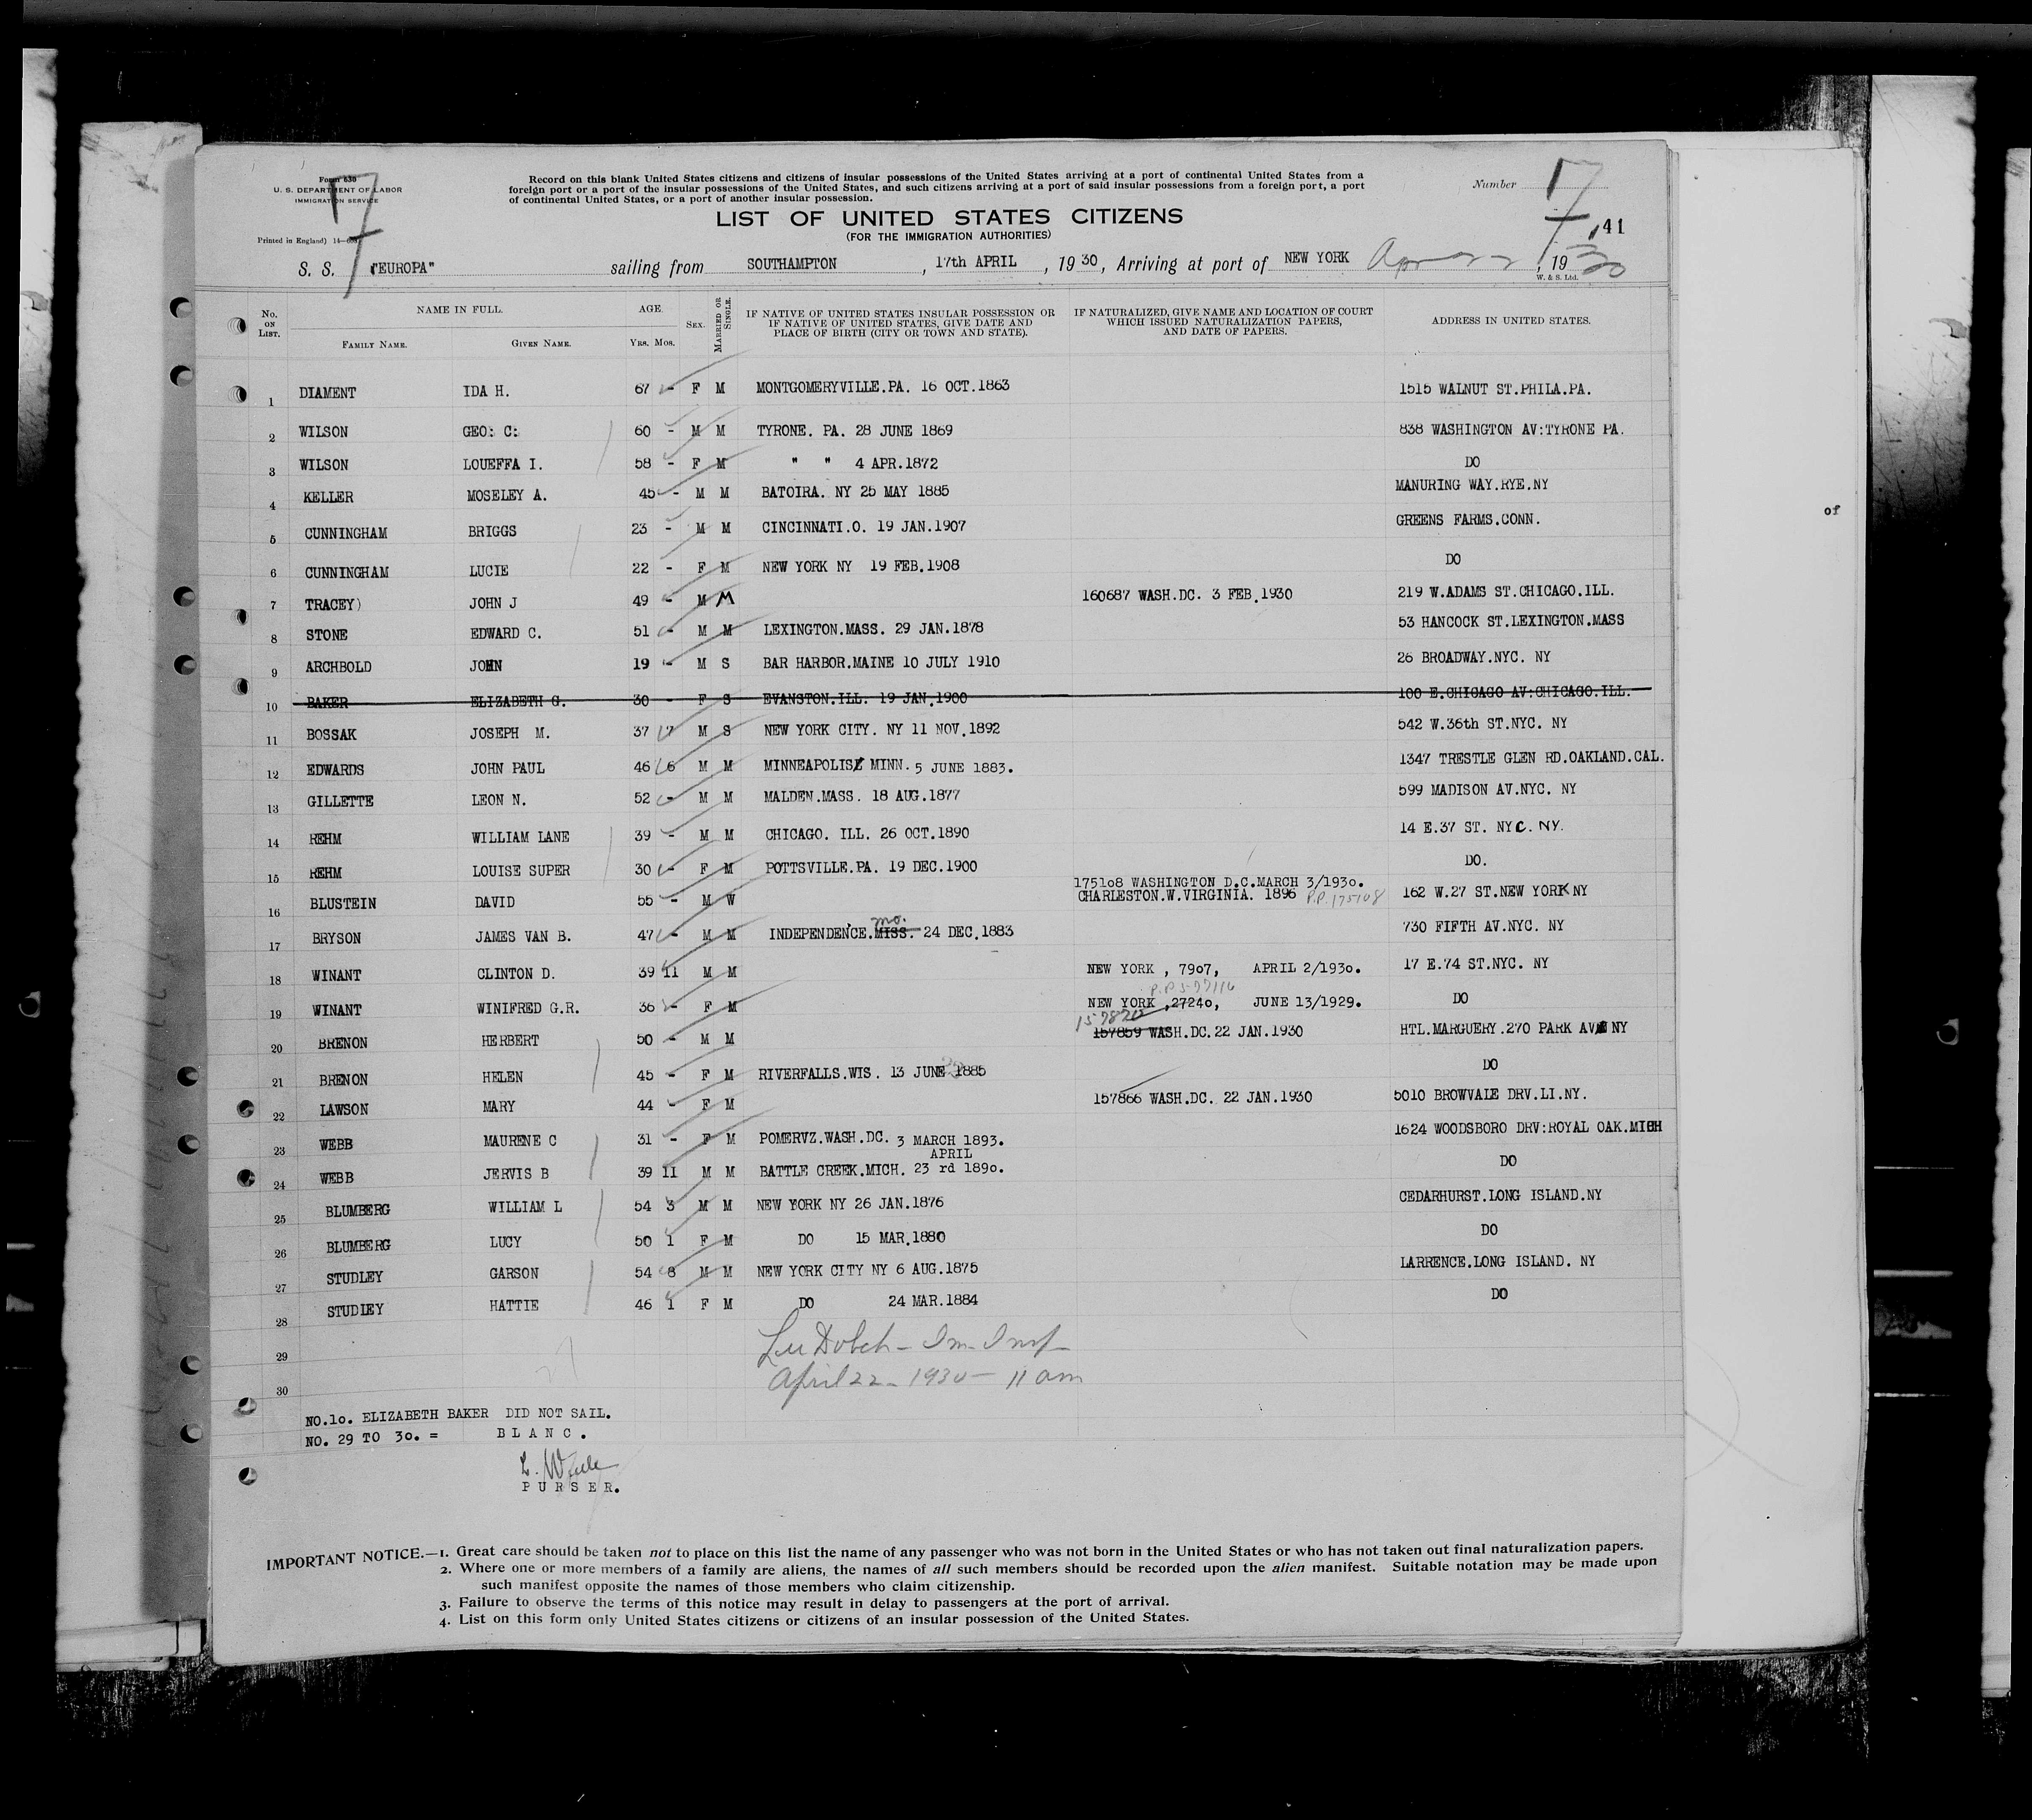 Form 630
U. S. DEPARTMENT OF LABOR
IMMIGRATION SERVICE
Printed in England)
17
Record on this blank United States citizens and citizens of insular possessions of the United States arriving at a port of continental United States from a
foreign port or a port of the insular possessions of the United States, and such citizens arriving at a port of said insular possessions from a foreign port, a port
of continental United States, or a port of another insular possession.
Number 17
41
LIST OF UNITED STATES CITIZENS
(FOR THE IMMIGRATION AUTHORITIES)
S. S. "EUROPA" sailing from SOUTHAMPTON, 17th APRIL, 1930, Arriving at port of NEW YORK April 22, 1930
W. & S. Ltd.
No. ON LIST. NAME IN FULL. FAMILY NAME. GIVEN NAME. AGE. YRS. MOS. SEX. MARRIED OR SINGLE. IF NATIVE OF UNITED STATES INSULAR POSSESSION OR IF NATIVE OF UNITED STATES, GIVE DATE AND PLACE OF BIRTH (CITY OR TOWN AND STATE). IF NATURALIZED, GIVE NAME AND LOCATION OF COURT WHICH ISSUED NATURALIZATION PAPERS, AND DATE OF PAPERS. ADDRESS IN UNITED STATES.
1 DIAMENT IDA H. 67 - F M MONTGOMERYVILLE.PA. 16 OCT.1863 1515 WALNUT ST.PHILA.PA.
2 WILSON GEO: C: 60 - M M TYRONE. PA. 28 JUNE 1869 838 WASHINGTON AV:TYRONE PA.
3 WILSON LOUEFFA I. 58 - F M " " 4 APR.1872 DO
4 KELLER MOSELEY A. 45 - M M BATOIRA. NY 25 MAY 1885 MANURING WAY.RYE.NY
5 CUNNINGHAM BRIGGS 23 - M M CINCINNATI.O. 19 JAN.1907 GREENS FARMS.CONN.
6 CUNNINGHAM LUCIE 22 - F M NEW YORK NY 19 FEB.1908 DO
7 TRACEY) JOHN J 49 - M M 160687 WASH.DC. 3 FEB.1930 219 W.ADAMS ST.CHICAGO.ILL.
8 STONE EDWARD C. 51 - M M LEXINGTON.MASS. 29 JAN.1878 53 HANCOCK ST.LEXINGTON.MASS
9 ARCHBOLD JOHN 19 - M S BAR HARBOR.MAINE 10 JULY 1910 26 BROADWAY.NYC. NY
10 BAKER ELIZABETH G. 30 - F S EVANSTON.ILL. 19 JAN.1900 100 E.CHICAGO AV:CHICAGO.ILL.
11 BOSSAK JOSEPH M. 37 7 M S NEW YORK CITY. NY 11 NOV.1892 542 W.36th ST.NYC. NY
12 EDWARDS JOHN PAUL 46 6 M M MINNEAPOLIS MINN. 5 JUNE 1883. 1347 TRESTLE GLEN RD.OAKLAND.CAL.
13 GILLETTE LEON N. 52 - M M MALDEN.MASS. 18 AUG.1877 599 MADISON AV.NYC. NY
14 REHM WILLIAM LANE 39 - M M CHICAGO. ILL. 26 OCT.1890 14 E.37 ST. NYC. NY.
15 REHM LOUISE SUPER 30 - F M POTTSVILLE.PA. 19 DEC.1900 DO.
175108 WASHINGTON D.C.MARCH 3/1930.
16 BLUSTEIN DAVID 55 - M W CHARLESTON.W.VIRGINIA. 1896 P.P.175108 162 W.27 ST.NEW YORK NY
mo.
17 BRYSON JAMES VAN B. 47 - M M INDEPENDENCE.MISS. 24 DEC.1883 730 FIFTH AV.NYC. NY
18 WINANT CLINTON D. 39 11 M M NEW YORK , 7907, APRIL 2/1930. 17 E.74 ST.NYC. NY
19 WINANT WINIFRED G.R. 36 - F M NEW YORK ,27240, JUNE 13/1929. DO
20 BRENON HERBERT 50 - M M 157859 WASH.DC.22 JAN.1930 HTL.MARGUERY.270 PARK AV NY
21 BRENON HELEN 45 - F M RIVERFALLS.WIS. 13 JUNE 1885 DO
22 LAWSON MARY 44 - F M 157866 WASH.DC. 22 JAN.1930 5010 BROWVALE DRV.LI.NY.
23 WEBB MAURENE C 31 - F M POMERVZ.WASH.DC. 3 MARCH 1893. 1624 WOODSBORO DRV:ROYAL OAK.MICH
APRIL
24 WEBB JERVIS B 39 11 M M BATTLE CREEK.MICH. 23 rd 1890. DO
25 BLUMBERG WILLIAM L 54 3 M M NEW YORK NY 26 JAN.1876 CEDARHURST.LONG ISLAND.NY
26 BLUMBERG LUCY 50 1 F M DO 15 MAR.1880 DO
27 STUDLEY GARSON 54 8 M M NEW YORK CITY NY 6 AUG.1875 LARRENCE.LONG ISLAND. NY
28 STUDLEY HATTIE 46 1 F M DO 24 MAR.1884 DO
29
April 22 - 1930 - 11 am
30
NO.10. ELIZABETH BAKER DID NOT SAIL.
NO. 29 TO 30. = BLANC.
PURSER.
IMPORTANT NOTICE.—1. Great care should be taken not to place on this list the name of any passenger who was not born in the United States or who has not taken out final naturalization papers.
2. Where one or more members of a family are aliens, the names of all such members should be recorded upon the alien manifest. Suitable notation may be made upon
such manifest opposite the names of those members who claim citizenship.
3. Failure to observe the terms of this notice may result in delay to passengers at the port of arrival.
4. List on this form only United States citizens or citizens of an insular possession of the United States.
of